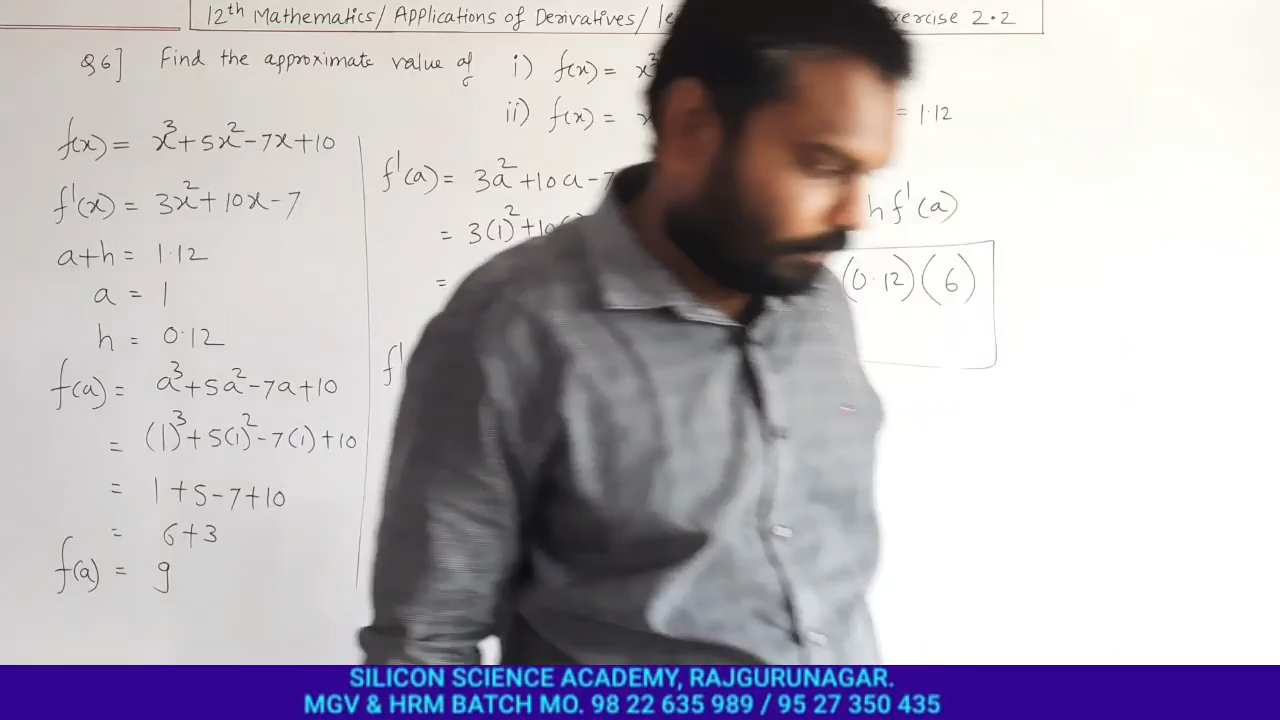 12th Mathematics/ Applications of Derivatives/ 2.2
Q6] Find the approximate value of i) f(x) =
ii) f(x) = = 1.12
f(x) = x³+5x²-7x+10
f'(x) = 3x²+10x-7
a+h = 1.12
a = 1
h = 0.12
f(a) = a³+5a²-7a+10
= (1)³+5(1)²-7(1)+10
= 1+5-7+10
= 6+3
f(a) = 9
f'(a) = 3a²+10a-7
= 3(1)²+10
=
f'
hf'(a)
(0.12)(6)
SILICON SCIENCE ACADEMY, RAJGURUNAGAR.
MGV & HRM BATCH MO. 98 22 635 989 / 95 27 350 435